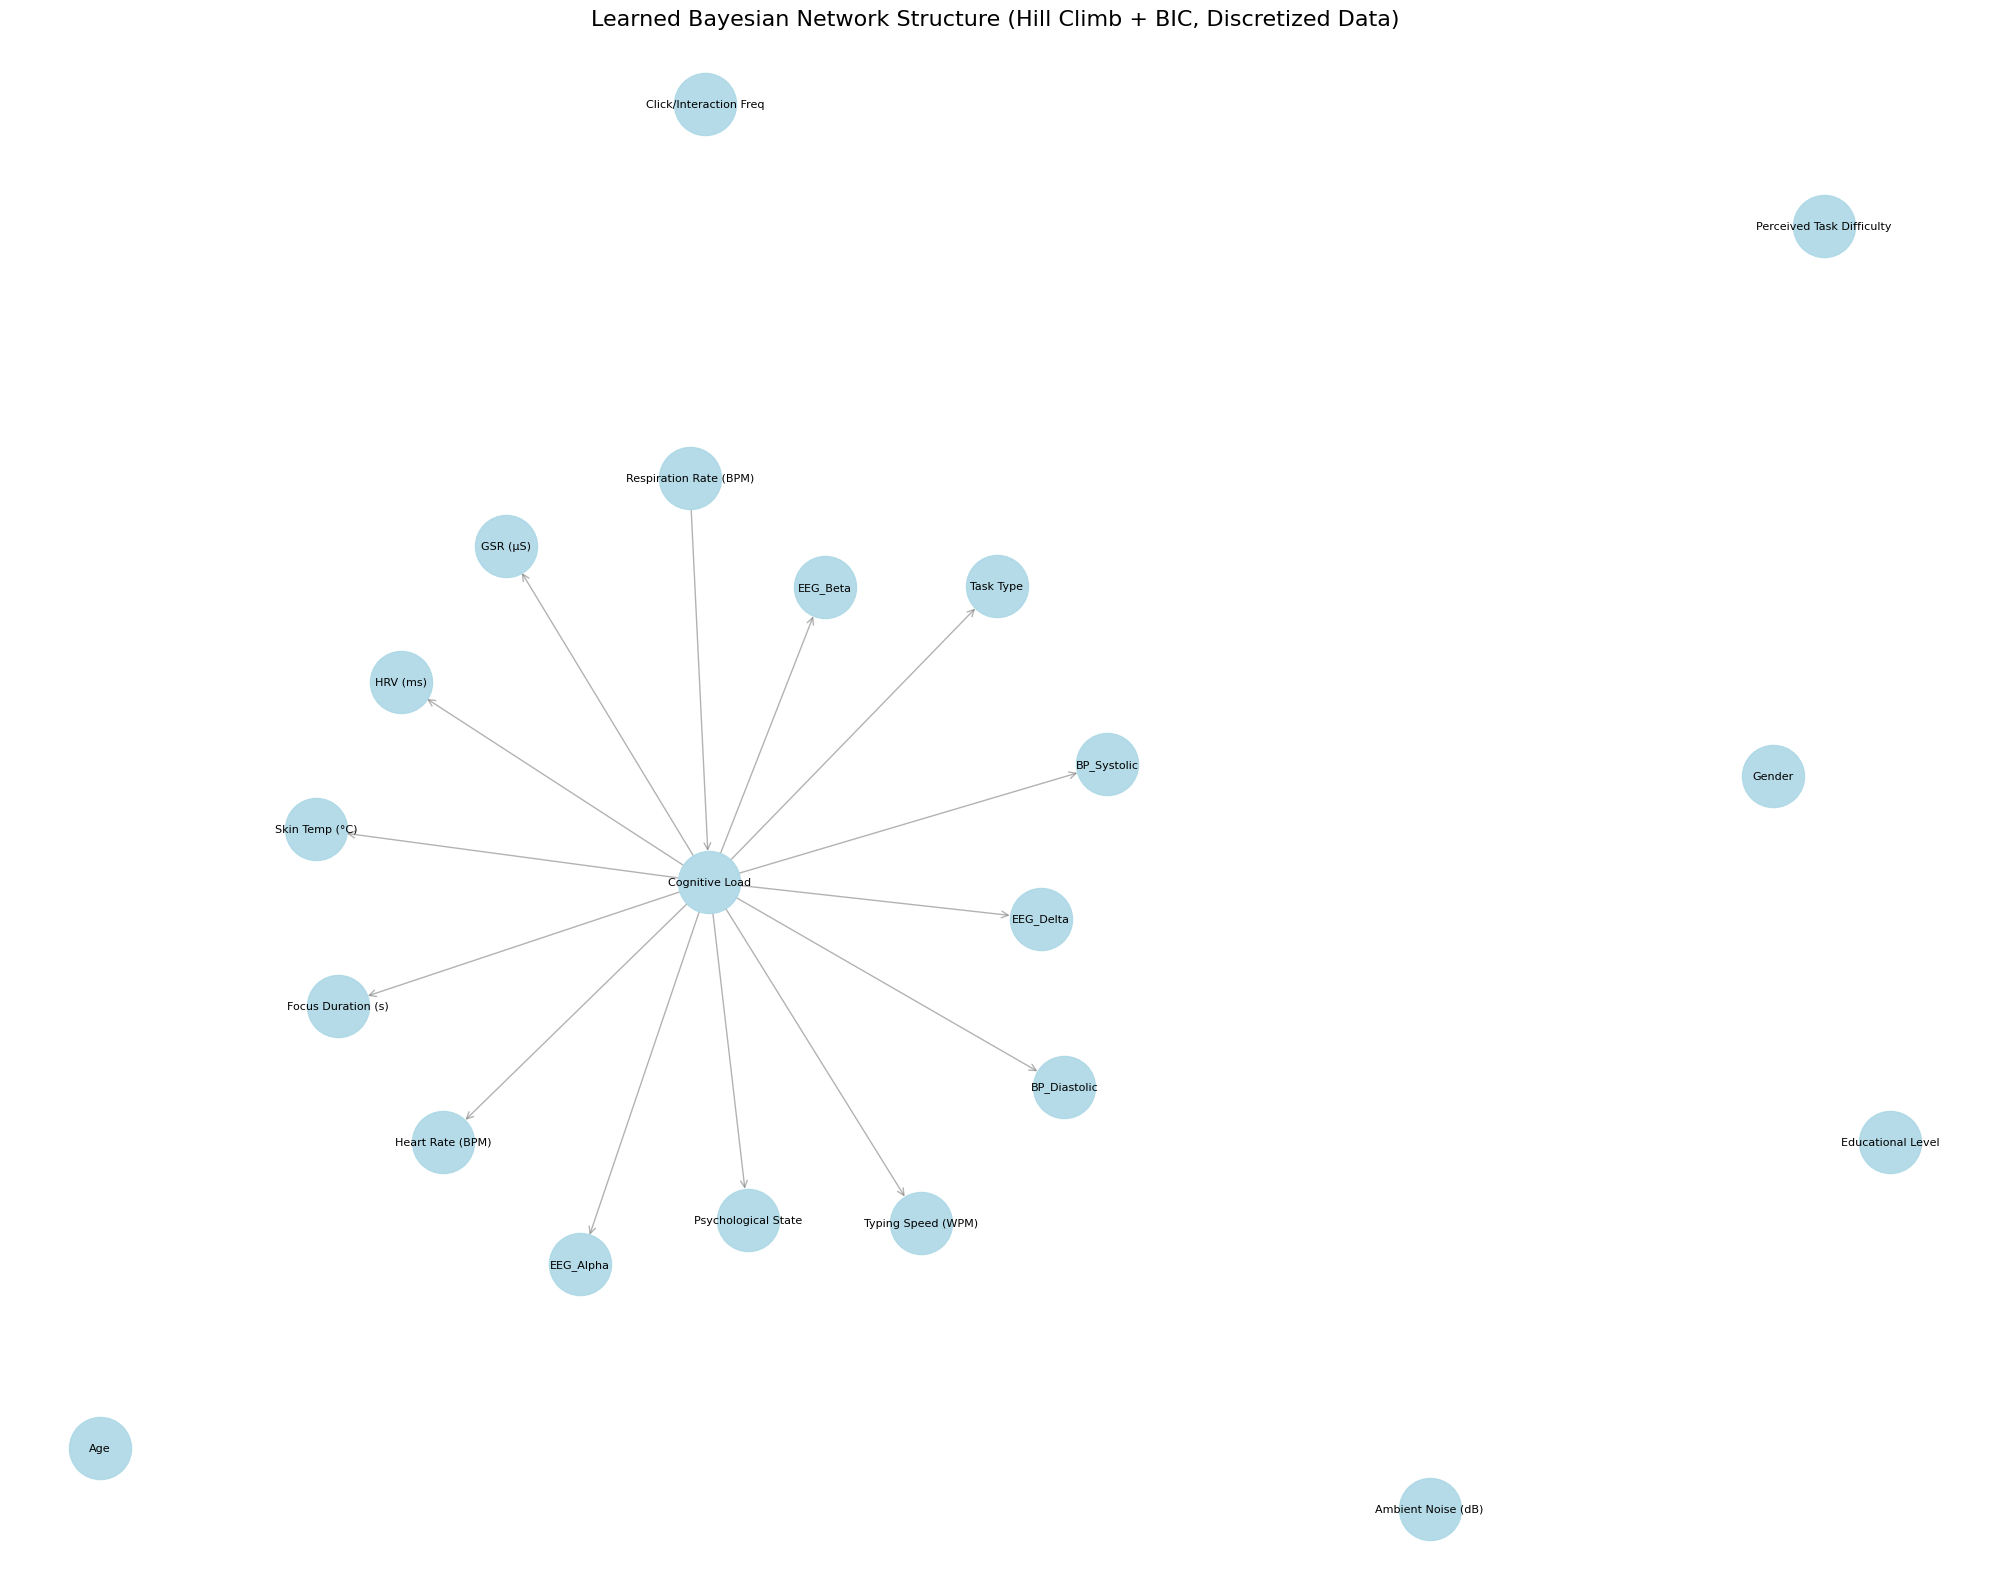 Learned Bayesian Network Structure (Hill Climb + BIC, Discretized Data)
Click/Interaction Freq
Perceived Task Difficulty
Respiration Rate (BPM)
GSR (µS)
EEG_Beta
Task Type
HRV (ms)
BP_Systolic
Gender
Skin Temp (°C)
Cognitive Load
EEG_Delta
Focus Duration (s)
BP_Diastolic
Heart Rate (BPM)
Educational Level
Psychological State
Typing Speed (WPM)
EEG_Alpha
Age
Ambient Noise (dB)